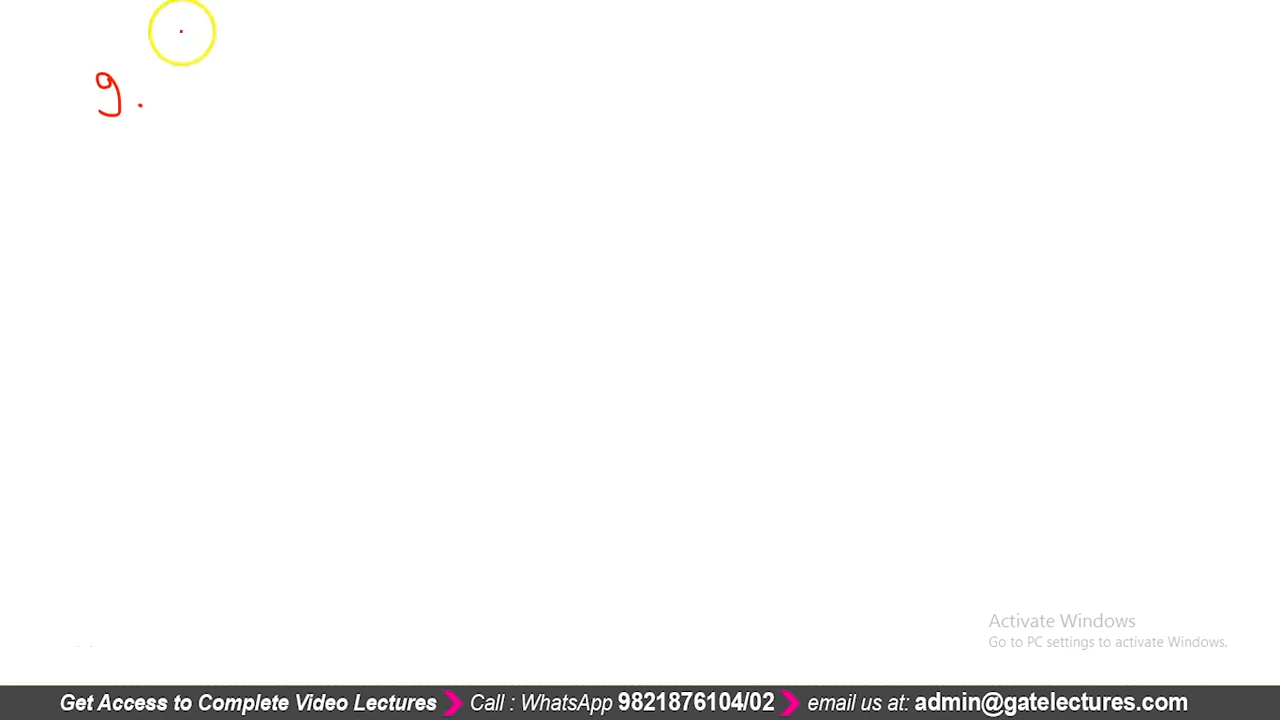 9.
Activate Windows
Go to PC settings to activate Windows.
Get Access to Complete Video Lectures Call : WhatsApp 9821876104/02 email us at: admin@gatelectures.com